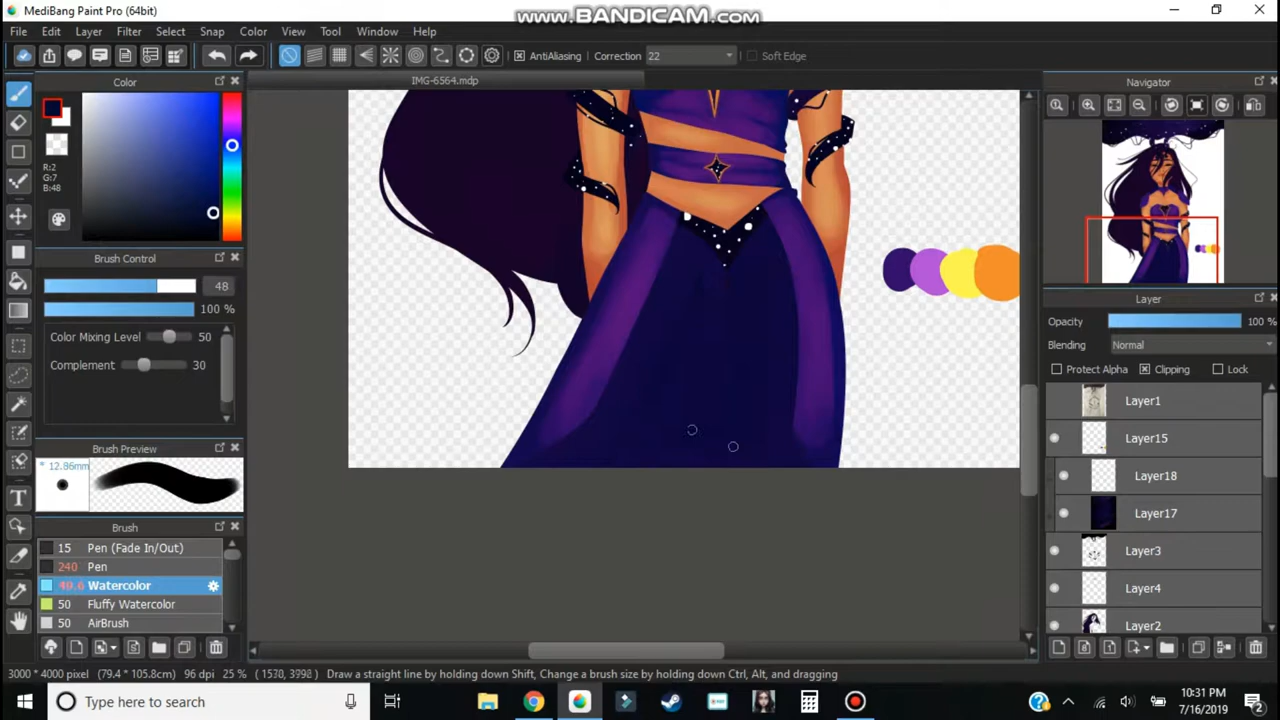 MediBang Paint Pro (64bit)
www.BANDICAM.com
File Edit Layer Filter Select Snap Color View Tool Window Help
AntiAliasing Correction 22 Soft Edge
Color
IMG-6564.mdp
Navigator
R:2
G:7
B:48
Brush Control
48
100 %
Color Mixing Level 50
Complement 30
Brush Preview
* 12.86mm
Brush
15 Pen (Fade In/Out)
240 Pen
Watercolor
50 Fluffy Watercolor
50 AirBrush
Layer
Opacity 100 %
Blending Normal
Protect Alpha Clipping Lock
Layer1
Layer15
Layer18
Layer17
Layer3
Layer4
Layer2
3000 * 4000 pixel (79.4 * 105.8cm) 96 dpi 25 % ( 1570, 3998 ) Draw a straight line by holding down Shift, Change a brush size by holding down Ctrl, Alt, and dragging
Type here to search
10:31 PM
7/16/2019
2